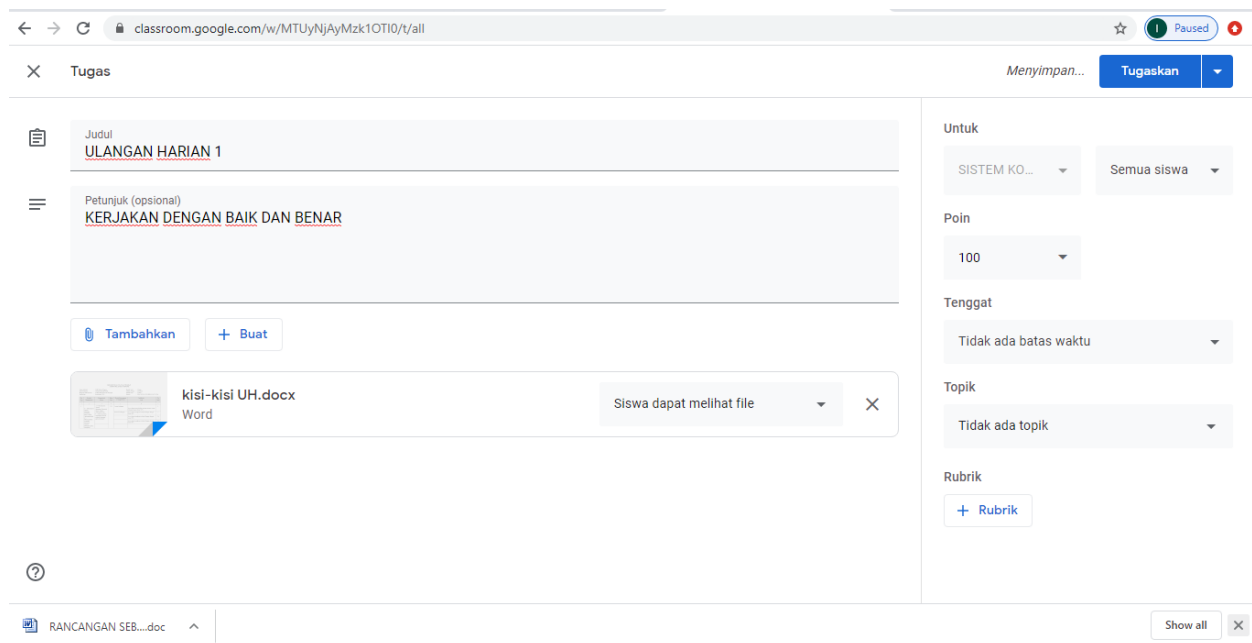 classroom.google.com/w/MTUyNjAyMzk1OTI0/t/all
I Paused
Tugas
Menyimpan...
Tugaskan
Judul
ULANGAN HARIAN 1
Petunjuk (opsional)
KERJAKAN DENGAN BAIK DAN BENAR
Tambahkan
Buat
kisi-kisi UH.docx
Word
Siswa dapat melihat file
Untuk
SISTEM KO...
Semua siswa
Poin
100
Tenggat
Tidak ada batas waktu
Topik
Tidak ada topik
Rubrik
+ Rubrik
RANCANGAN SEB....doc
Show all